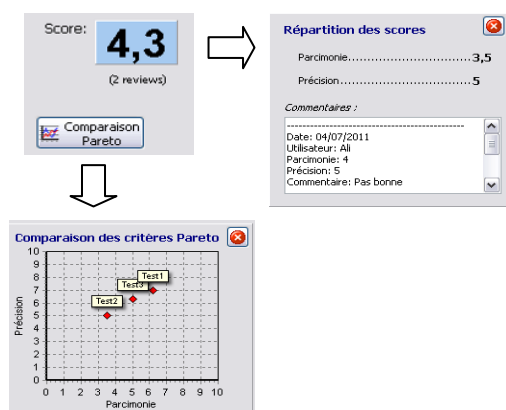 Score:
4,3
(2 reviews)
Comparaison
Pareto
Répartition des scores
Parcimonie..............................3,5
Précision................................5
Commentaires :
------------------------------------------------
Date: 04/07/2011
Utilisateur: Ali
Parcimonie: 4
Précision: 5
Commentaire: Pas bonne
Comparaison des critères Pareto
Précision
10
9
8
7
6
5
4
3
2
1
0
Test1
Test3
Test2
0 1 2 3 4 5 6 7 8 9 10
Parcimonie